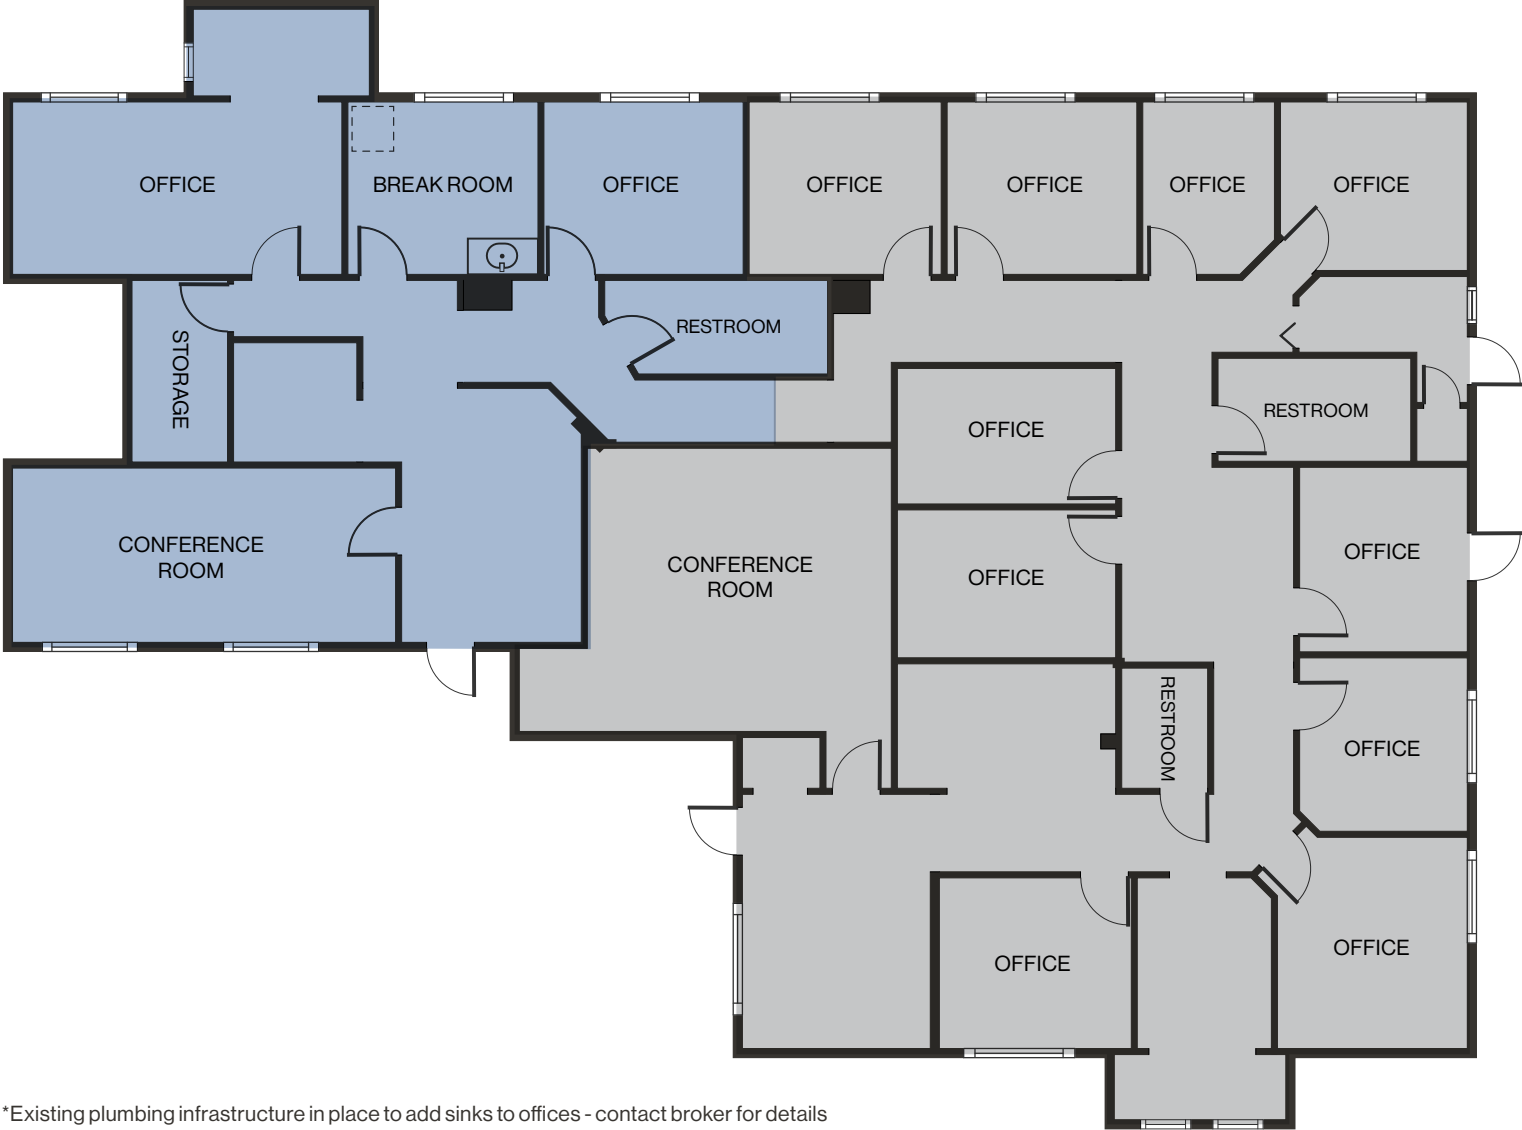 OFFICE
BREAK ROOM
OFFICE
OFFICE
OFFICE
OFFICE
OFFICE
STORAGE
RESTROOM
RESTROOM
OFFICE
CONFERENCE
ROOM
CONFERENCE
ROOM
OFFICE
OFFICE
RESTROOM
OFFICE
OFFICE
OFFICE
*Existing plumbing infrastructure in place to add sinks to offices - contact broker for details